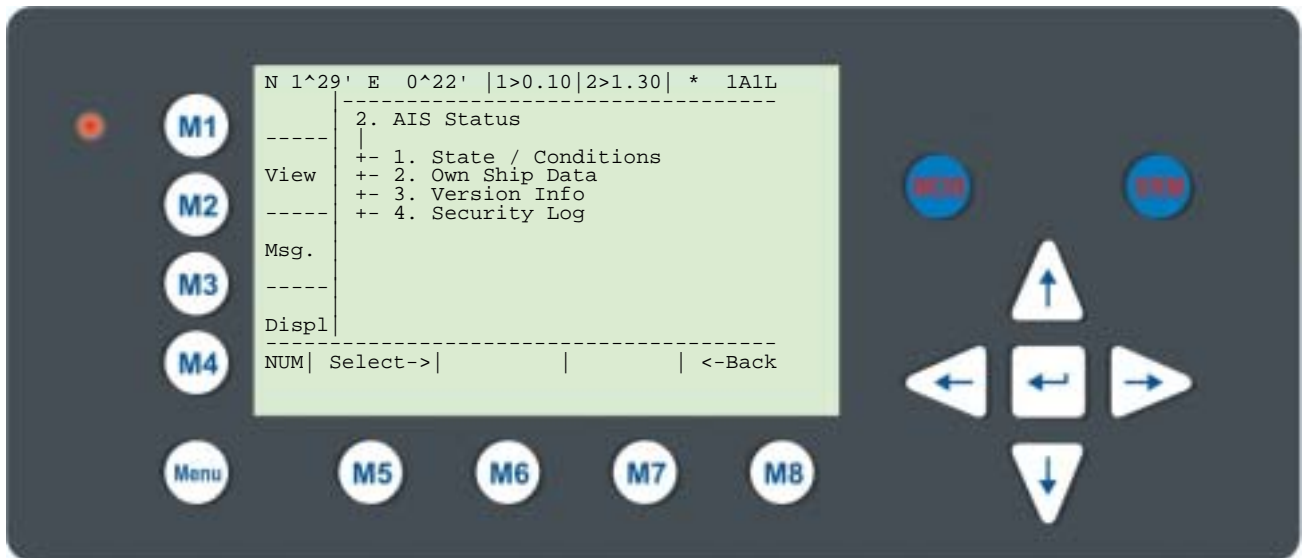 N 1^29' E 0^22' |1>0.10|2>1.30| * 1A1L
2. AIS Status
+- 1. State / Conditions
View
+- 2. Own Ship Data
+- 3. Version Info
+- 4. Security Log
Msg.
Displ
NUM| Select->| | | <-Back
M1
M2
M3
M4
Menu
M5
M6
M7
M8